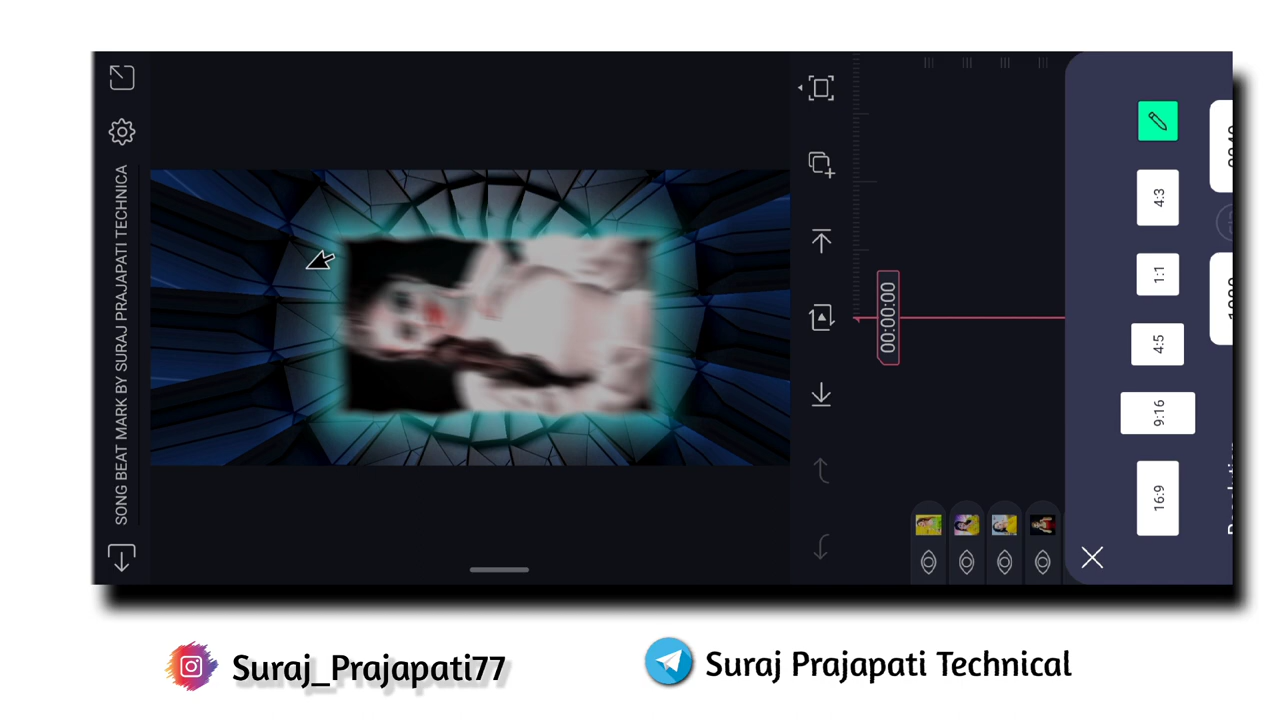 SONG BEAT MARK BY SURAJ PRAJAPATI TECHNICA
00:00:00
4:3
1:1
4:5
9:16
16:9
Suraj_Prajapati77
Suraj Prajapati Technical